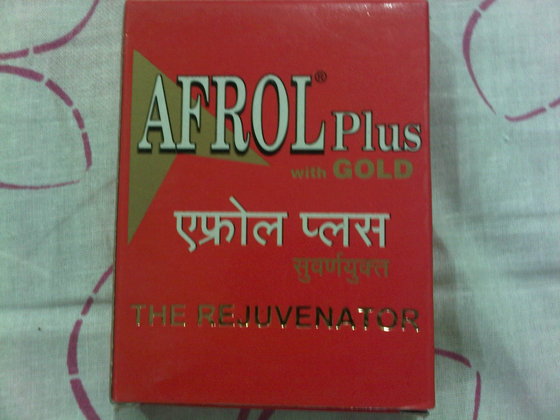 AFROL® Plus
with GOLD
एफ्रोल प्लस
सुवर्णयुक्त
THE REJUVENATOR